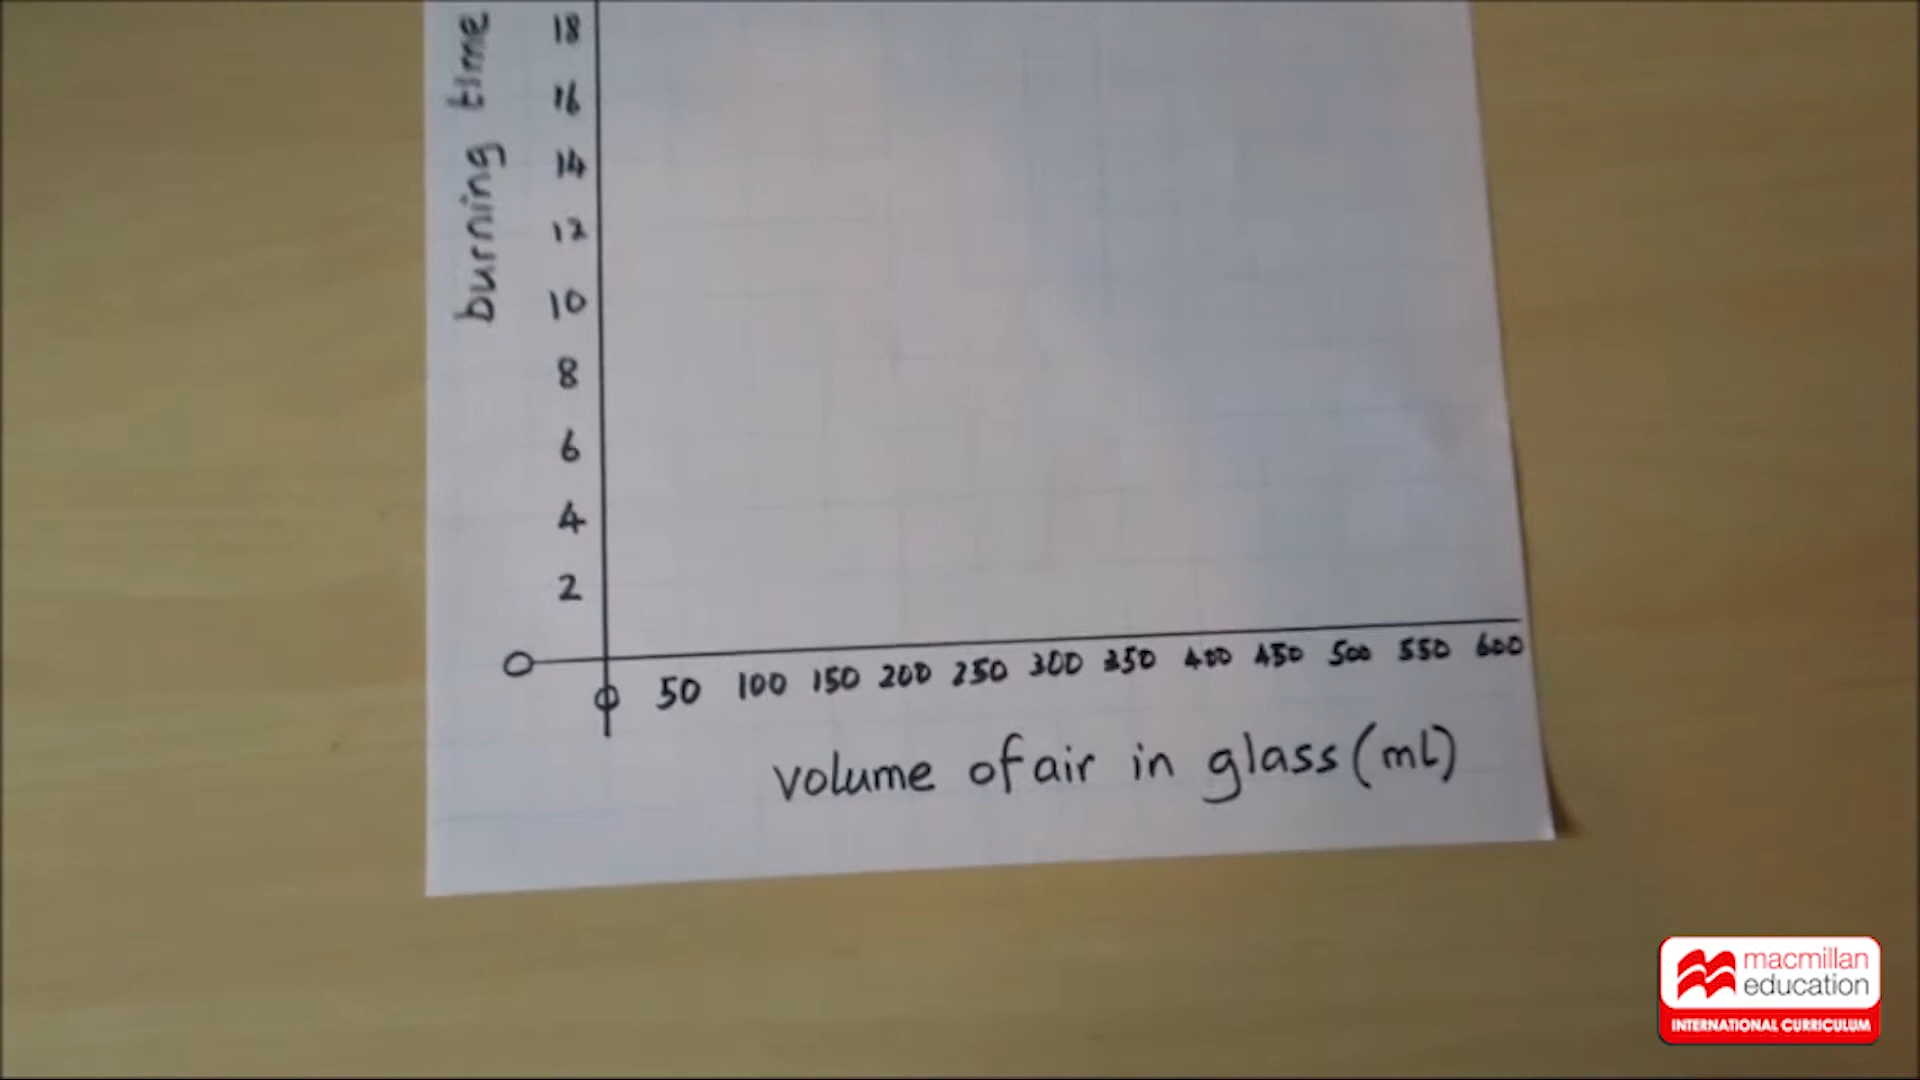 burning time
18
16
14
12
10
8
6
4
2
0
0 50 100 150 200 250 300 350 400 450 500 550 600
volume of air in glass (ml)
macmillan
education
INTERNATIONAL CURRICULUM